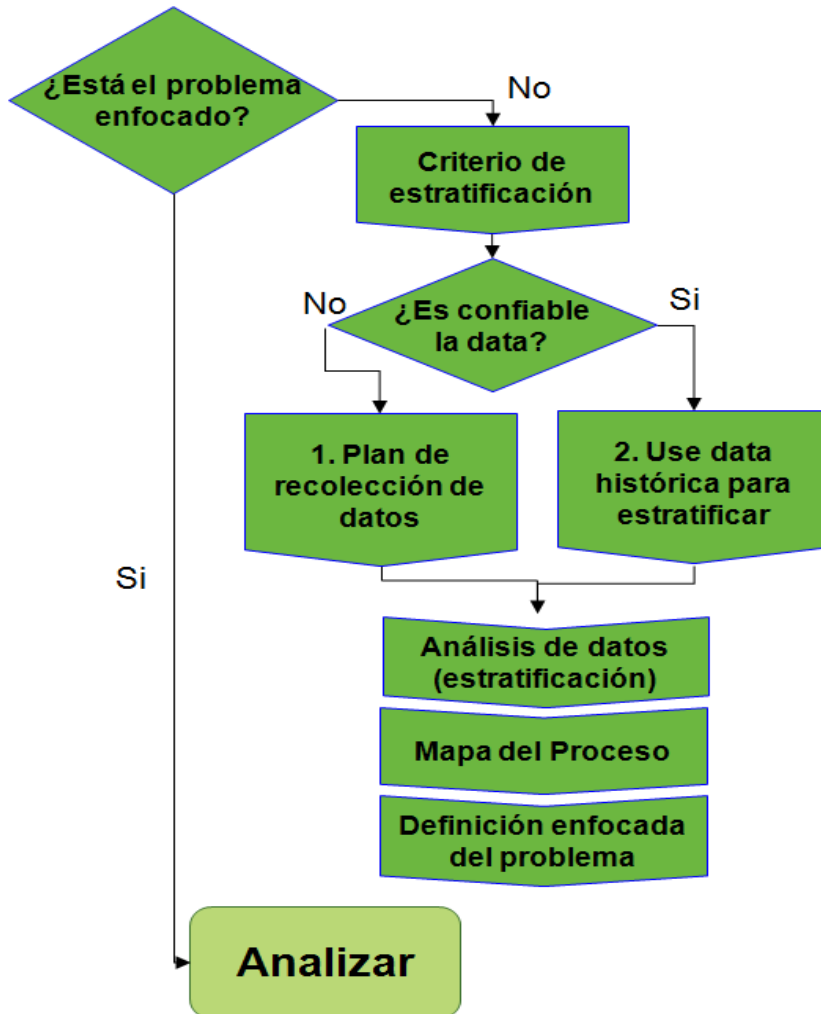 ¿Está el problema
enfocado?
No
Criterio de
estratificación
No
¿Es confiable
la data?
Si
1. Plan de
recolección de
datos
2. Use data
histórica para
estratificar
Si
Análisis de datos
(estratificación)
Mapa del Proceso
Definición enfocada
del problema
Analizar